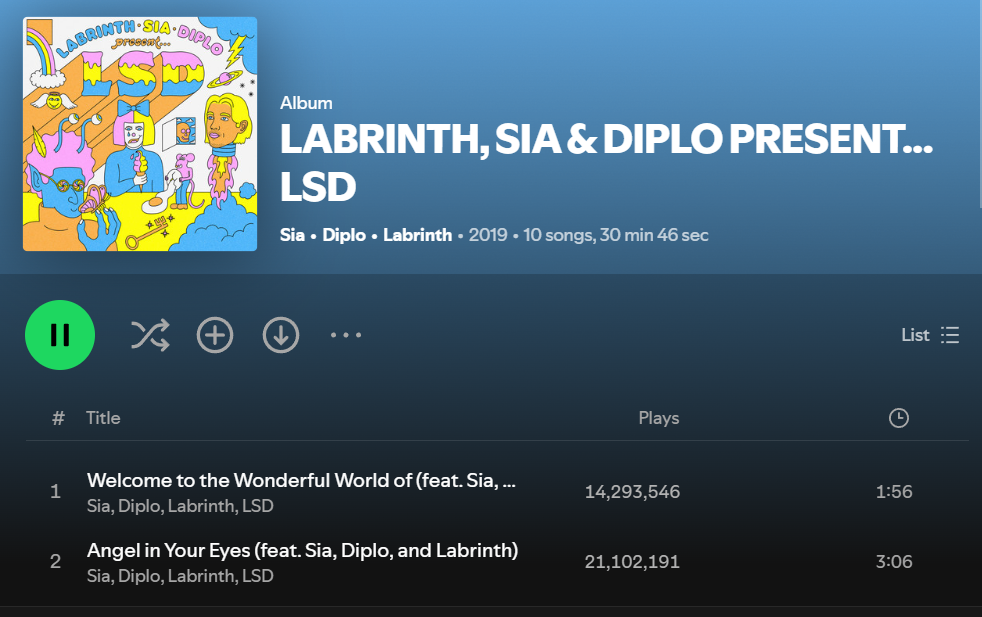 LABRINTH · SIA · DIPLO
present...
LSD
Album
LABRINTH, SIA & DIPLO PRESENT...
LSD
Sia • Diplo • Labrinth • 2019 • 10 songs, 30 min 46 sec
List
# Title Plays
1 Welcome to the Wonderful World of (feat. Sia, ... 14,293,546 1:56
Sia, Diplo, Labrinth, LSD
2 Angel in Your Eyes (feat. Sia, Diplo, and Labrinth) 21,102,191 3:06
Sia, Diplo, Labrinth, LSD